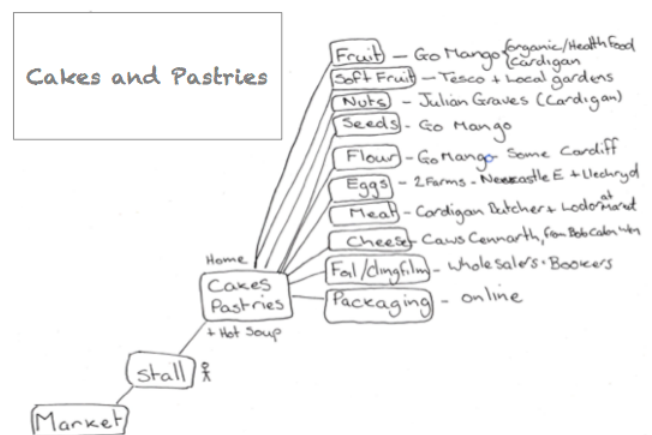 Cakes and Pastries
Fruit - Go Mango {organic/Health Food
{Cardigan
Soft Fruit - Tesco + Local gardens
Nuts - Julian Graves (Cardigan)
Seeds - Go Mango
Flour - Go Mango - Some Cardiff
Eggs - 2 Farms - Newcastle E + Llechryd
Meat - Cardigan Butcher + at
Market
Cheese - Caws Cennarth, from
Foil/clingfilm - wholesalers - Bookers
Packaging - online
Home
Cakes
Pastries
+ Hot Soup
Stall
Market